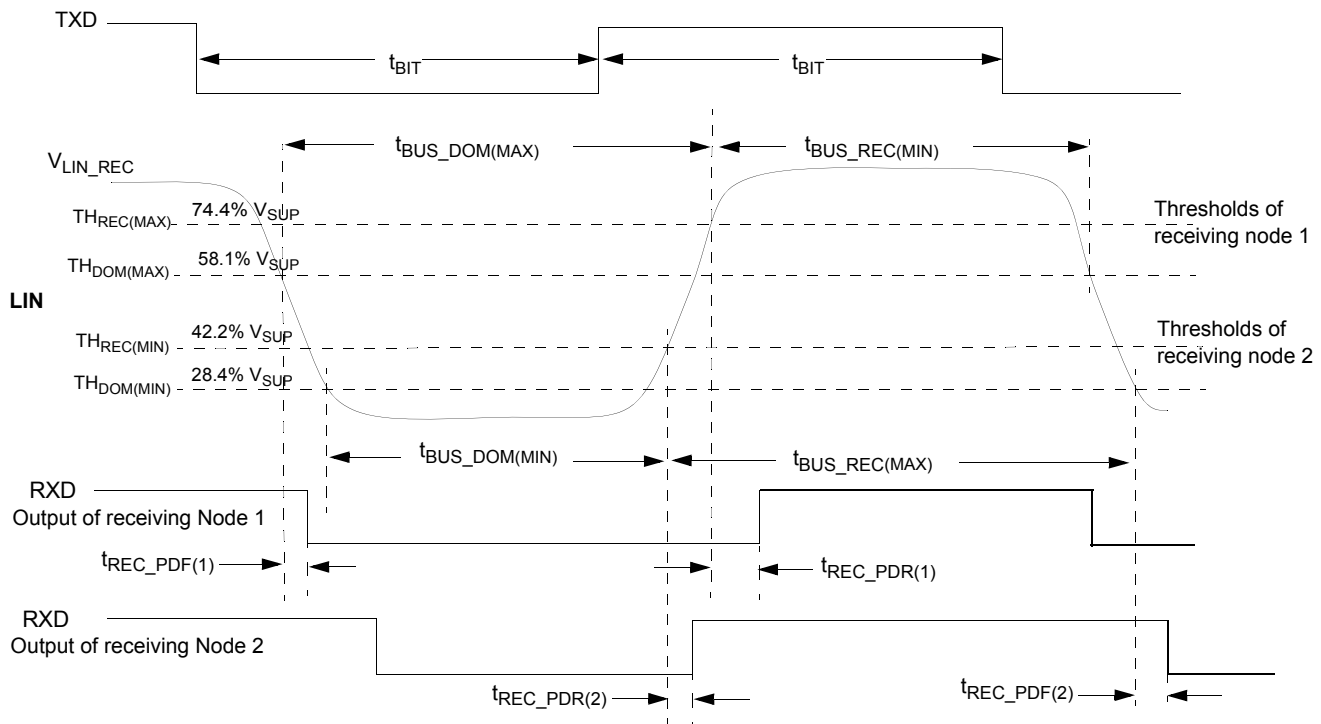 TXD
tBIT
tBIT
tBUS_DOM(MAX)
tBUS_REC(MIN)
VLIN_REC
THREC(MAX)
74.4% VSUP
Thresholds of
receiving node 1
THDOM(MAX)
58.1% VSUP
LIN
THREC(MIN)
42.2% VSUP
Thresholds of
receiving node 2
THDOM(MIN)
28.4% VSUP
tBUS_DOM(MIN)
tBUS_REC(MAX)
RXD
Output of receiving Node 1
tREC_PDF(1)
tREC_PDR(1)
RXD
Output of receiving Node 2
tREC_PDR(2)
tREC_PDF(2)